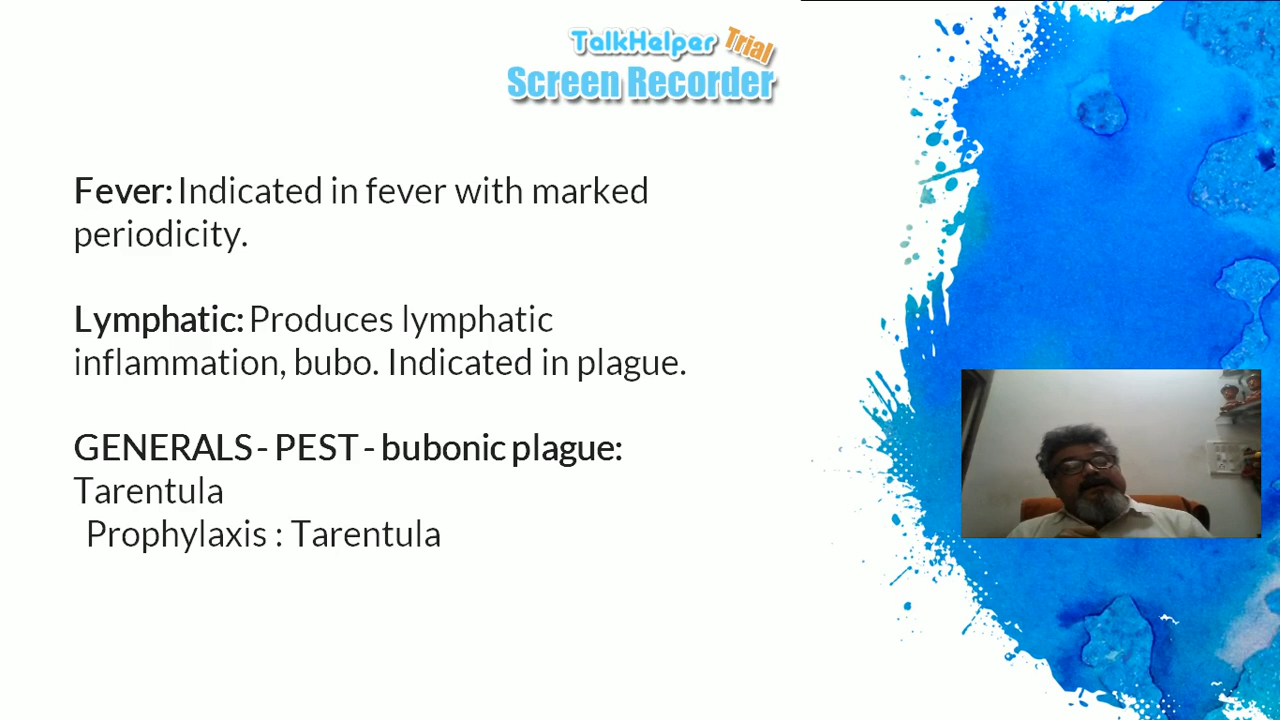 TalkHelper Trial
Screen Recorder
Fever: Indicated in fever with marked
periodicity.
Lymphatic: Produces lymphatic
inflammation, bubo. Indicated in plague.
GENERALS - PEST - bubonic plague:
Tarentula
Prophylaxis : Tarentula